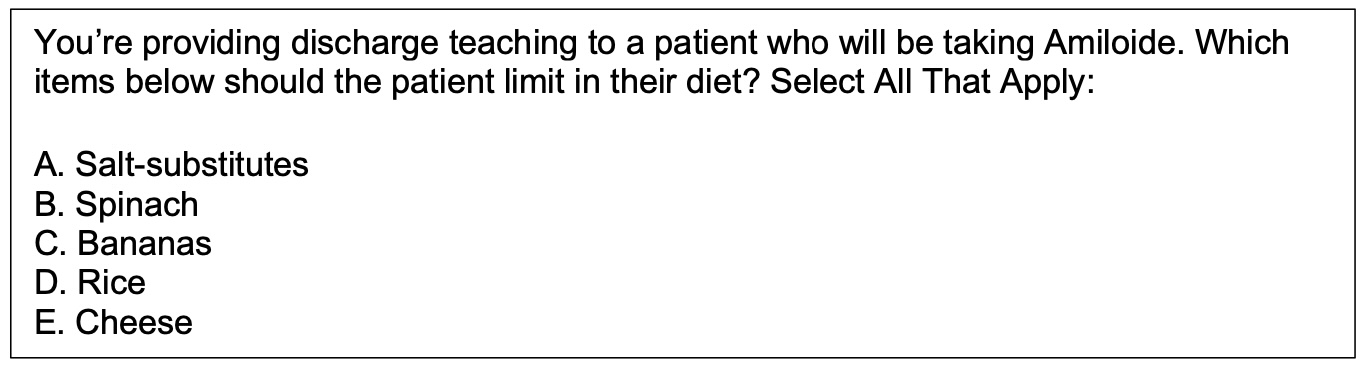 You’re providing discharge teaching to a patient who will be taking Amiloide. Which
items below should the patient limit in their diet? Select All That Apply:
A. Salt-substitutes
B. Spinach
C. Bananas
D. Rice
E. Cheese